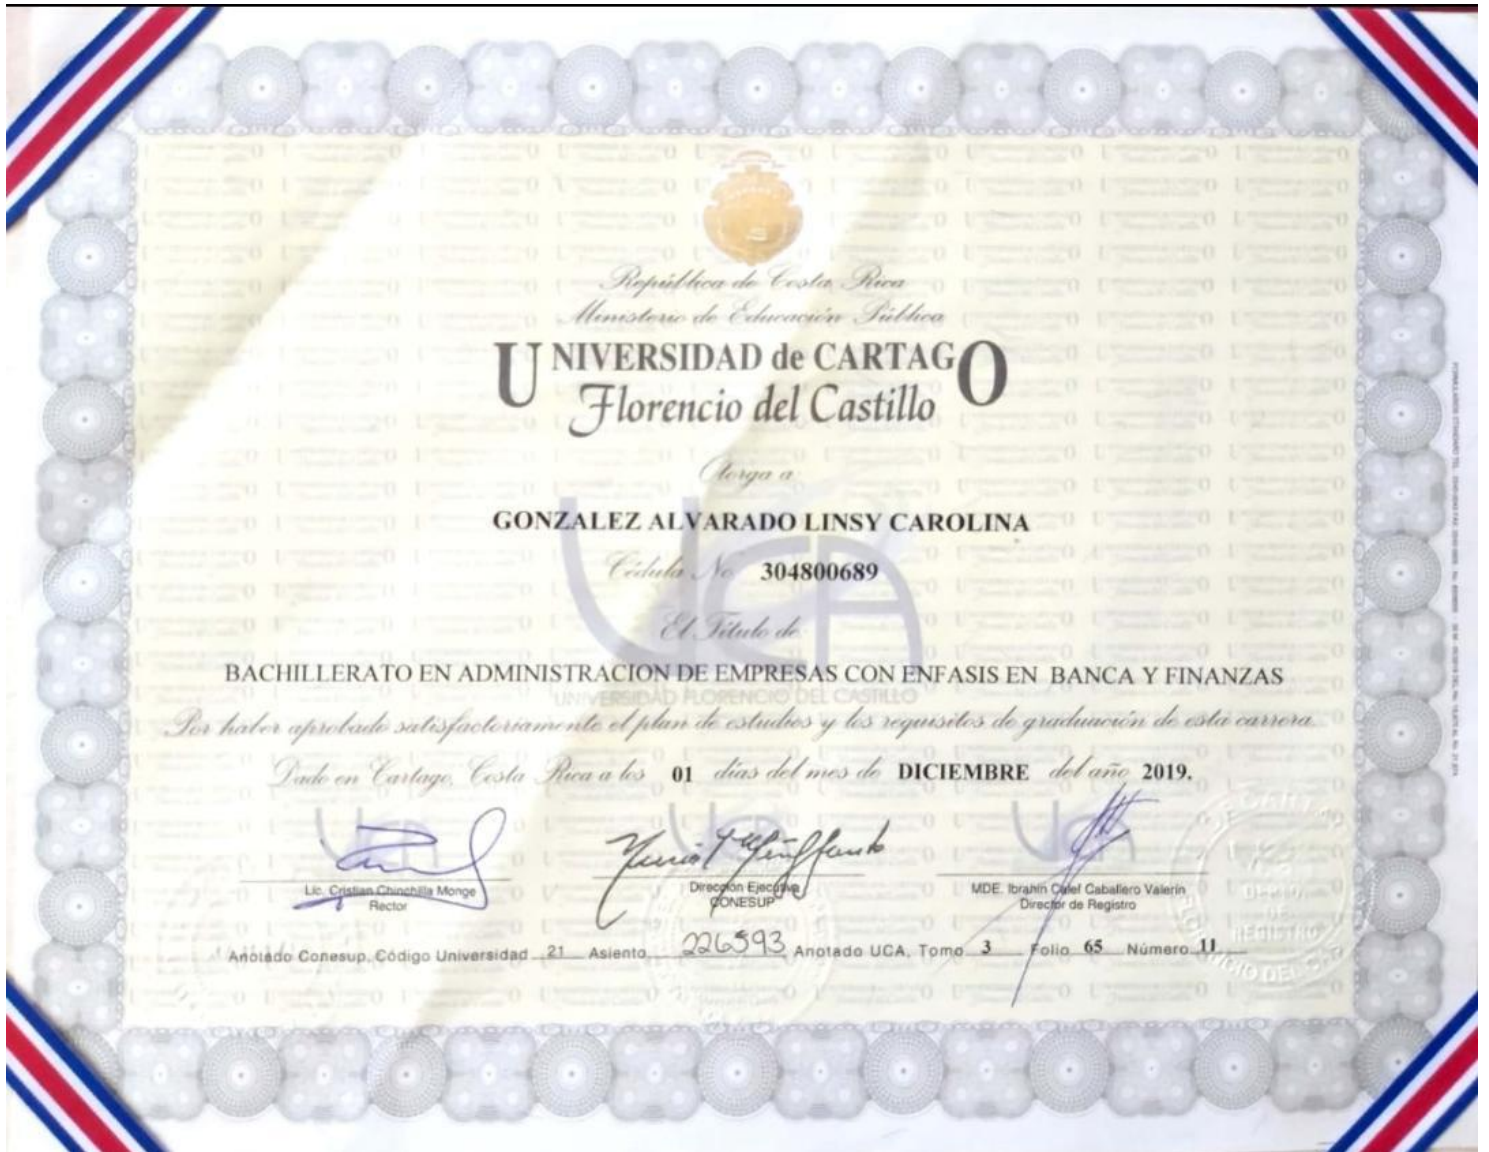 República de Costa Rica
Ministerio de Educación Pública
UNIVERSIDAD de CARTAGO
Florencio del Castillo
Otorga a:
GONZALEZ ALVARADO LINSY CAROLINA
Cédula No. 304800689
El Título de:
UCA
BACHILLERATO EN ADMINISTRACION DE EMPRESAS CON ENFASIS EN BANCA Y FINANZAS
UNIVERSIDAD FLORENCIO DEL CASTILLO
Por haber aprobado satisfactoriamente el plan de estudios y los requisitos de graduación de esta carrera
Dado en Cartago, Costa Rica a los 01 días del mes de DICIEMBRE del año 2019.
Lic. Cristian Chinchilla Monge
Rector
Dirección Ejecutiva
CONESUP
MDE. Ibrahin Calef Caballero Valerín
Director de Registro
Anotado Conesup, Código Universidad 21 Asiento 226593 Anotado UCA, Tomo 3 Folio 65 Número 11